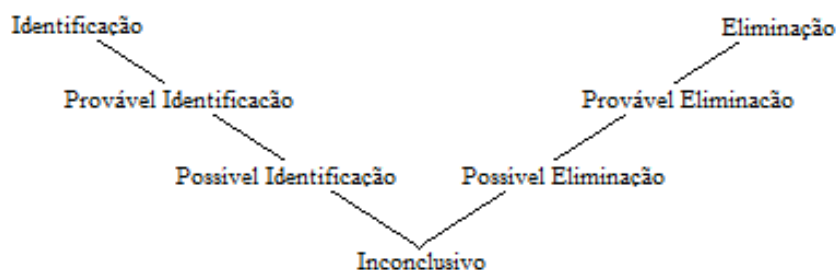 Identificação Eliminação
Provável Identificacão Provável Eliminacão
Possivel Identificação Possivel Eliminação
Inconclusivo